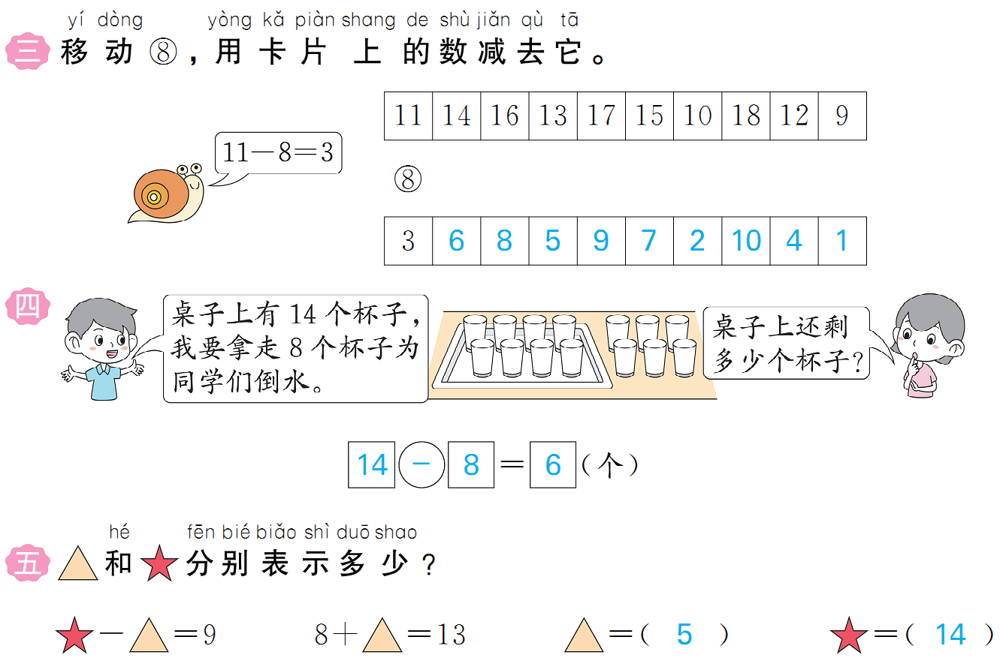 yí dòng yòng kǎ piàn shang de shù jiǎn qù tā
三 移动⑧，用卡片上的数减去它。
11 14 16 13 17 15 10 18 12 9
11－8＝3
⑧
3 6 8 5 9 7 2 10 4 1
四
桌子上有 14 个杯子，
我要拿走 8 个杯子为
同学们倒水。
桌子上还剩
多少个杯子？
14 － 8 ＝ 6 （个）
hé fēn bié biǎo shì duō shao
五 △和★分别表示多少？
★－△＝9 8＋△＝13 △＝（ 5 ） ★＝（ 14 ）